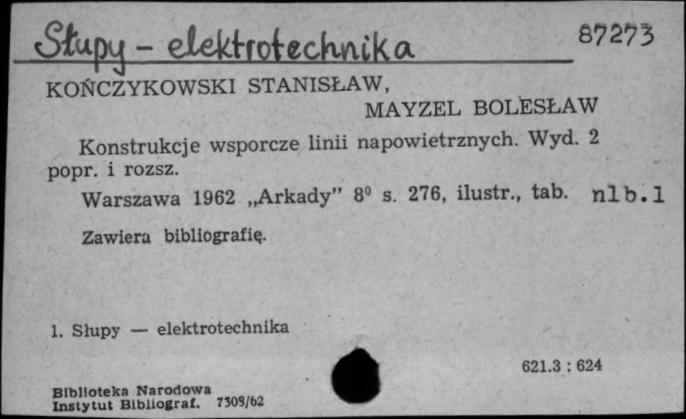 Słupy – elektrotechnika 87273
KOŃCZYKOWSKI STANISŁAW,
MAYZEL BOLESŁAW
Konstrukcje wsporcze linii napowietrznych. Wyd. 2
popr. i rozsz.
Warszawa 1962 „Arkady” 8⁰ s. 276, ilustr., tab. nlb.1
Zawiera bibliografię.
1. Słupy — elektrotechnika
621.3 : 624
Biblioteka Narodowa
Instytut Bibliograf. 7308/62